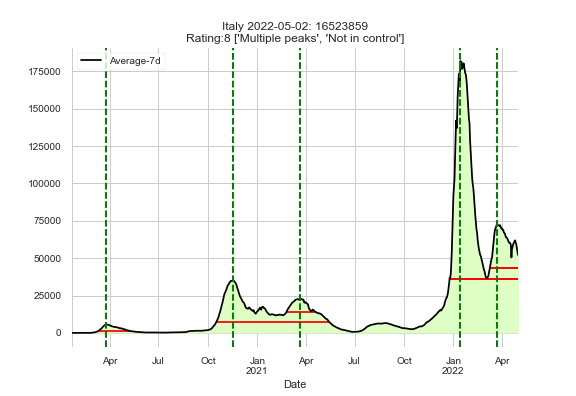 Italy 2022-05-02: 16523859
Rating:8 ['Multiple peaks', 'Not in control']
Average-7d
175000
150000
125000
100000
75000
50000
25000
0
Apr Jul Oct Jan Apr Jul Oct Jan Apr
2021 2022
Date